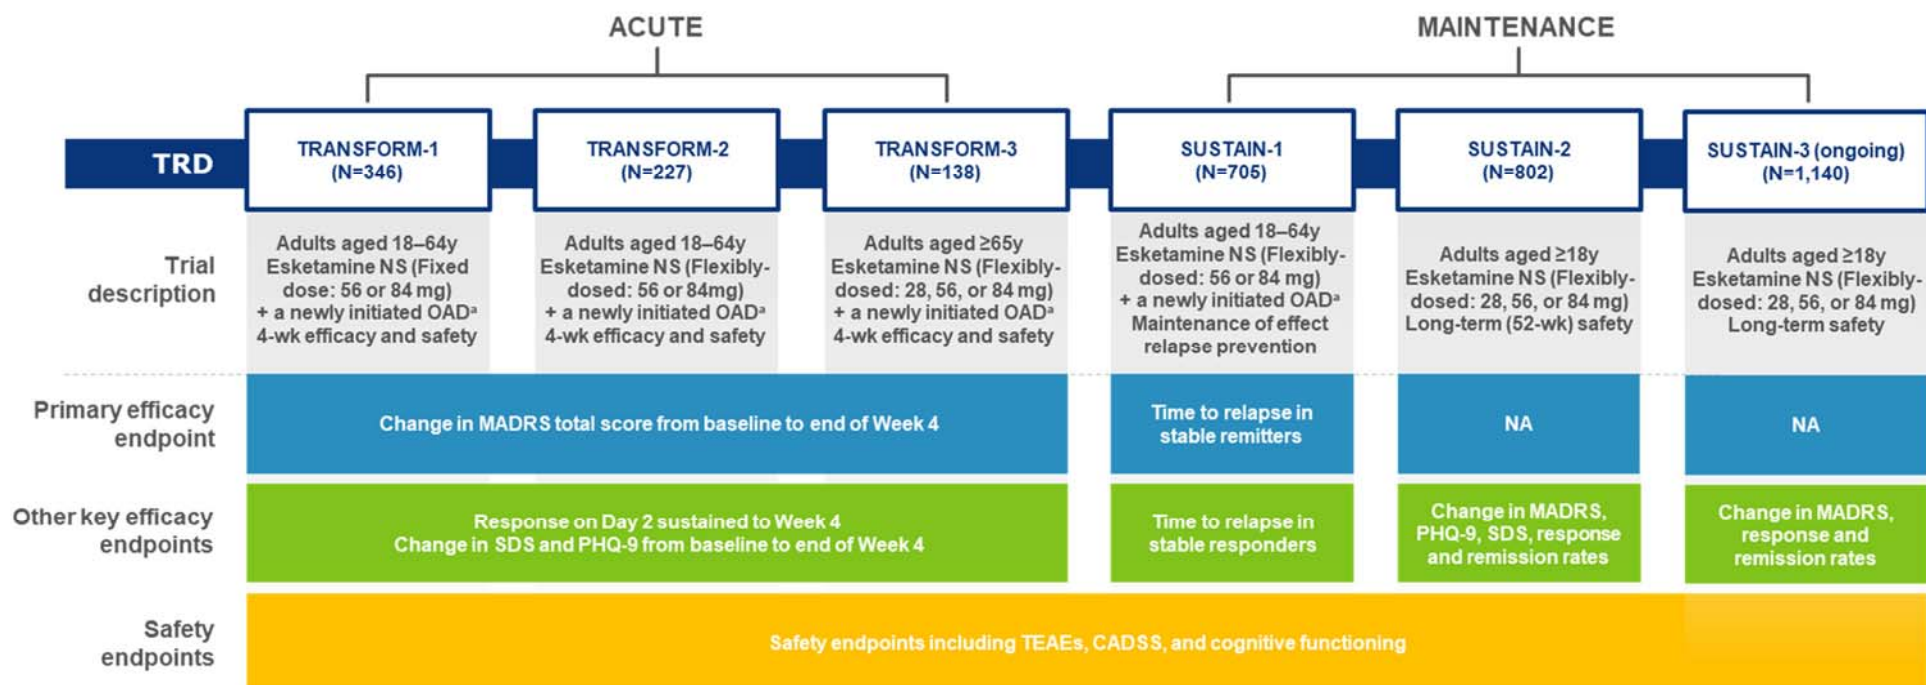 ACUTE
MAINTENANCE
TRD
TRANSFORM-1
(N=346)
TRANSFORM-2
(N=227)
TRANSFORM-3
(N=138)
SUSTAIN-1
(N=705)
SUSTAIN-2
(N=802)
SUSTAIN-3 (ongoing)
(N=1,140)
Trial
description
Adults aged 18–64y
Esketamine NS (Fixed
dose: 56 or 84 mg)
+ a newly initiated OADᵃ
4-wk efficacy and safety
Adults aged 18–64y
Esketamine NS (Flexibly-
dosed: 56 or 84mg)
+ a newly initiated OADᵃ
4-wk efficacy and safety
Adults aged ≥65y
Esketamine NS (Flexibly-
dosed: 28, 56, or 84 mg)
+ a newly initiated OADᵃ
4-wk efficacy and safety
Adults aged 18–64y
Esketamine NS (Flexibly-
dosed: 56 or 84 mg)
+ a newly initiated OADᵃ
Maintenance of effect
relapse prevention
Adults aged ≥18y
Esketamine NS (Flexibly-
dosed: 28, 56, or 84 mg)
Long-term (52-wk) safety
Adults aged ≥18y
Esketamine NS (Flexibly-
dosed: 28, 56, or 84 mg)
Long-term safety
Primary efficacy
endpoint
Change in MADRS total score from baseline to end of Week 4
Time to relapse in
stable remitters
NA
NA
Other key efficacy
endpoints
Response on Day 2 sustained to Week 4
Change in SDS and PHQ-9 from baseline to end of Week 4
Time to relapse in
stable responders
Change in MADRS,
PHQ-9, SDS, response
and remission rates
Change in MADRS,
response and
remission rates
Safety
endpoints
Safety endpoints including TEAEs, CADSS, and cognitive functioning